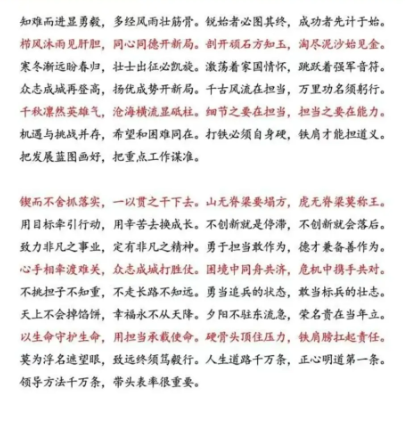 知难而进显勇毅，多经风雨壮筋骨。锐始者必图其终，成功者先计于始。
栉风沐雨见肝胆，同心同德开新局。剖开顽石方知玉，淘尽泥沙始见金。
寒冬渐远盼春归，壮士出征必凯旋。激荡着家国情怀，跳跃着强军音符。
众志成城再登高，扬优成势开新局。千古风流在担当，万里功名须躬行。
千秋凛然英雄气，沧海横流显砥柱。细节之要在担当，担当之要在能力。
机遇与挑战并存，希望和困难同在。打铁必须自身硬，铁肩才能担道义。
把发展蓝图画好，把重点工作谋准。
锲而不舍抓落实，一以贯之干下去。山无脊梁要塌方，虎无脊梁莫称王。
用目标牵引行动，用辛苦去换成长。不创新就是停滞，不创新就会落后。
致力非凡之事业，定有非凡之精神。勇于担当敢作为，德才兼备善作为。
心手相牵渡难关，众志成城打胜仗。困境中同舟共济，危机中携手共对。
不挑担子不知重，不走长路不知远。勇当追兵的状态，敢当标兵的壮志。
天上不会掉馅饼，幸福永不从天降。夕阳不驻东流急，荣名贵在当年立。
以生命守护生命，用担当承载使命。硬骨头顶住压力，铁肩膀扛起责任。
莫为浮名遮望眼，致远终须笃毅行。人生道路千万条，正心明道第一条。
领导方法千万条，带头表率很重要。